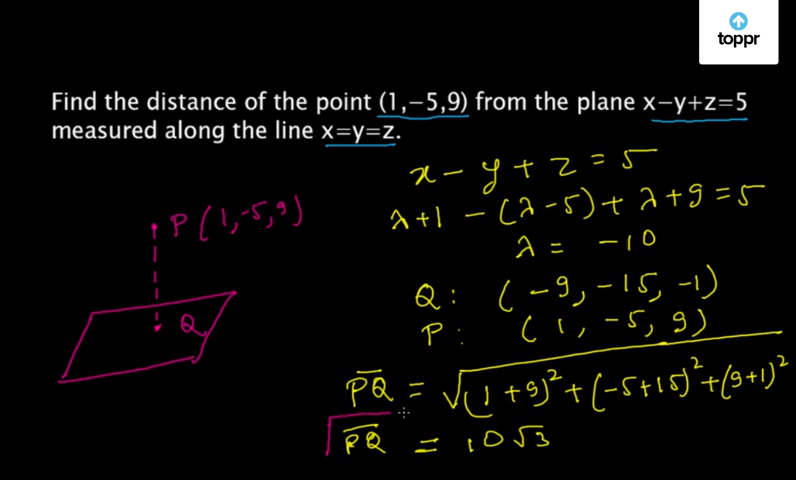 toppr
Find the distance of the point (1,−5,9) from the plane x−y+z=5
measured along the line x=y=z.
x − y + z = 5
λ+1 − (λ−5) + λ+9 = 5
λ = −10
P(1,-5,9)
Q
Q: (−9, −15, −1)
P: (1, −5, 9)
PQ = √(1+9)² + (−5+15)² + (9+1)²
PQ = 10√3